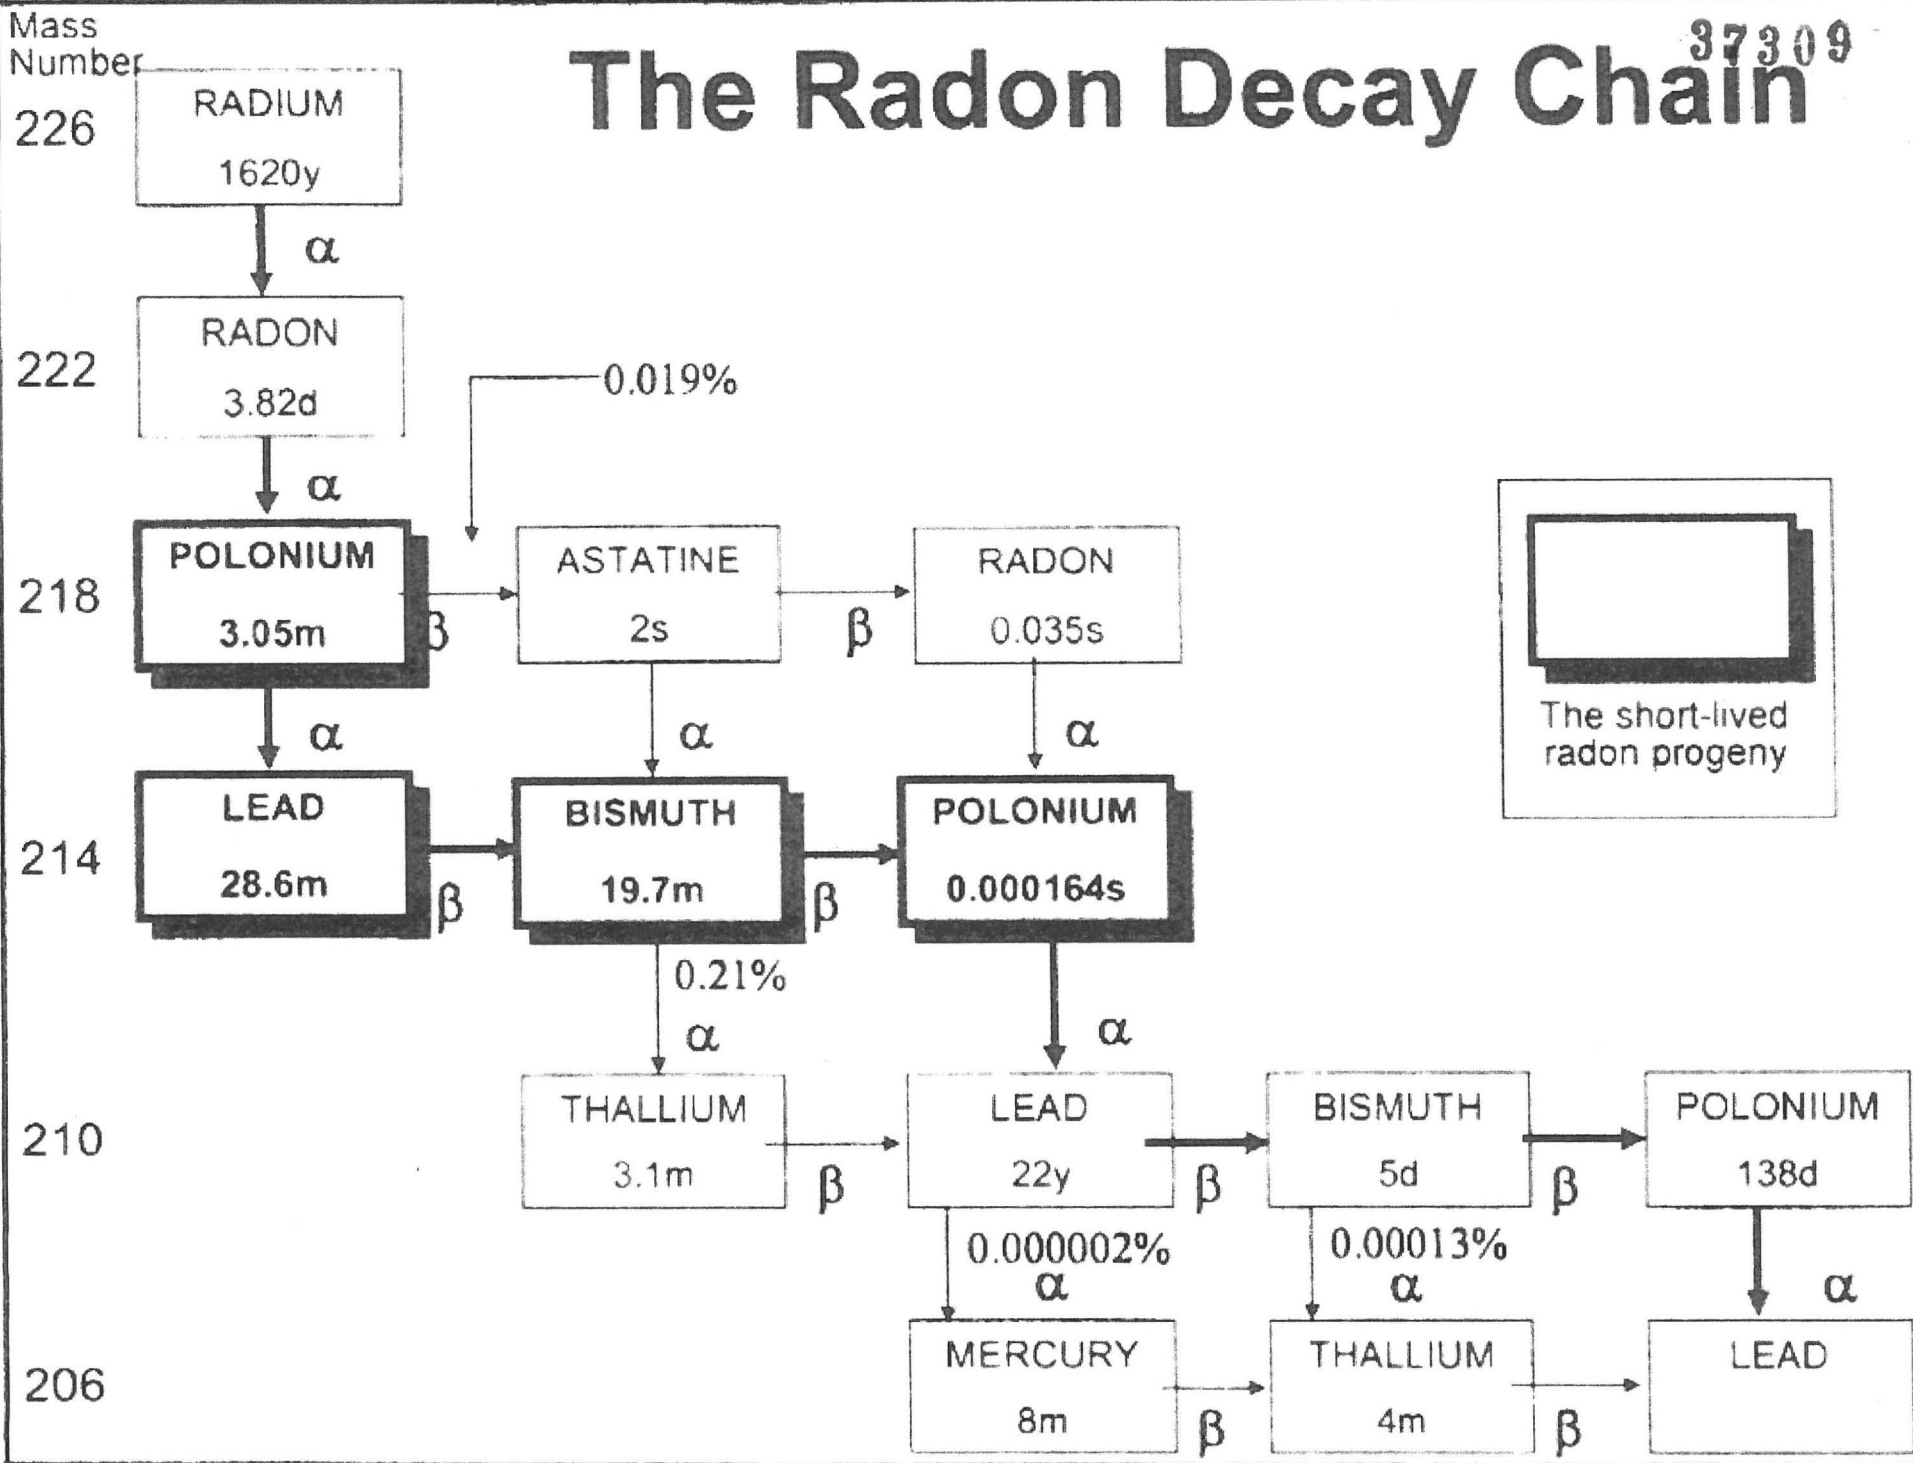 Mass
Number
The Radon Decay Chain
37309
226
RADIUM
1620y
α
222
RADON
3.82d
0.019%
α
218
POLONIUM
3.05m
β
ASTATINE
2s
β
RADON
0.035s
The short-lived
radon progeny
α
α
α
214
LEAD
28.6m
β
BISMUTH
19.7m
β
POLONIUM
0.000164s
0.21%
α
α
210
THALLIUM
3.1m
β
LEAD
22y
β
BISMUTH
5d
β
POLONIUM
138d
0.000002%
α
0.00013%
α
α
206
MERCURY
8m
β
THALLIUM
4m
β
LEAD